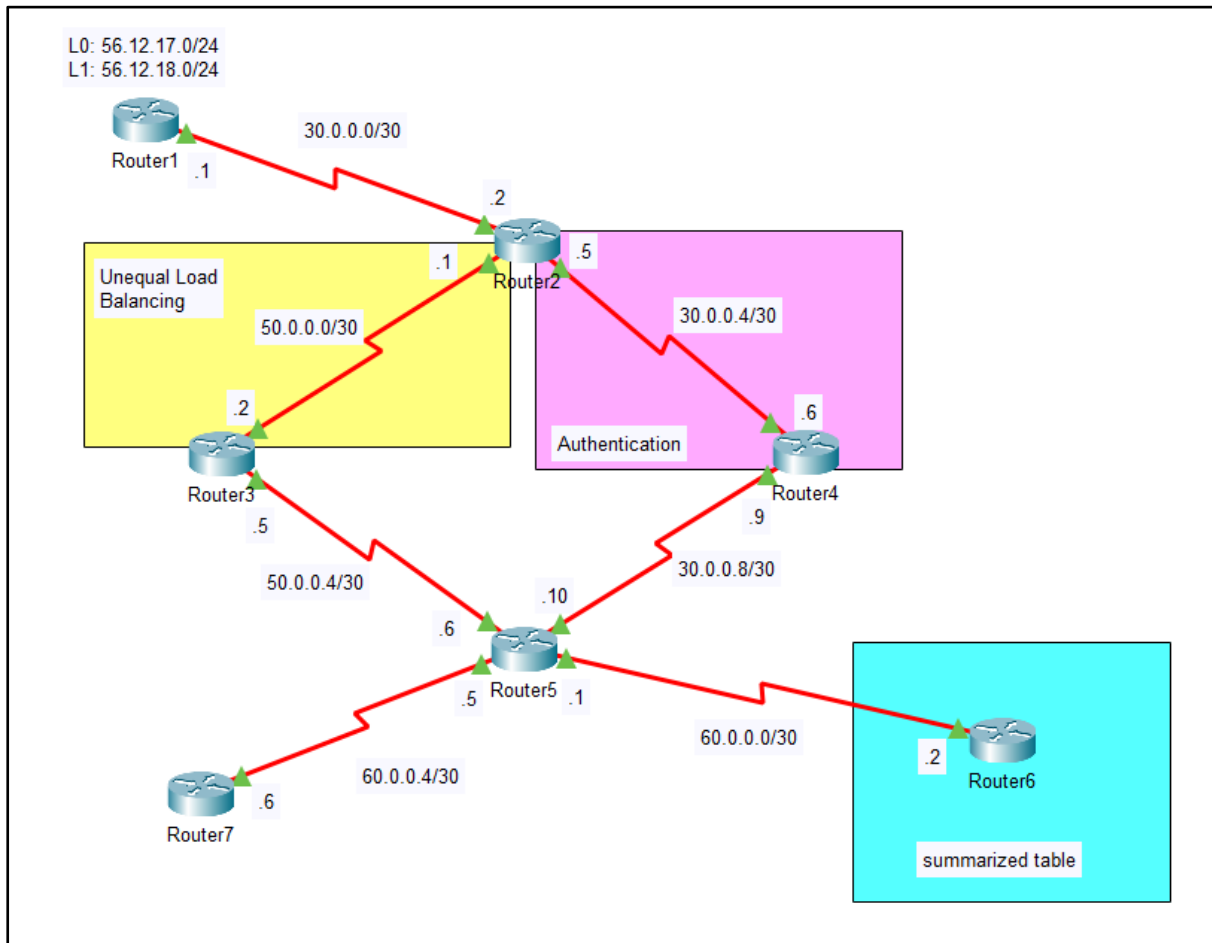 L0: 56.12.17.0/24
L1: 56.12.18.0/24
30.0.0.0/30
Router1
.1
.2
.5
.1
Router2
Unequal Load
Balancing
30.0.0.4/30
50.0.0.0/30
.2
.6
Authentication
Router3
Router4
.5
.9
50.0.0.4/30
30.0.0.8/30
.10
.6
Router5
.5
.1
60.0.0.0/30
.2
60.0.0.4/30
Router6
.6
Router7
summarized table